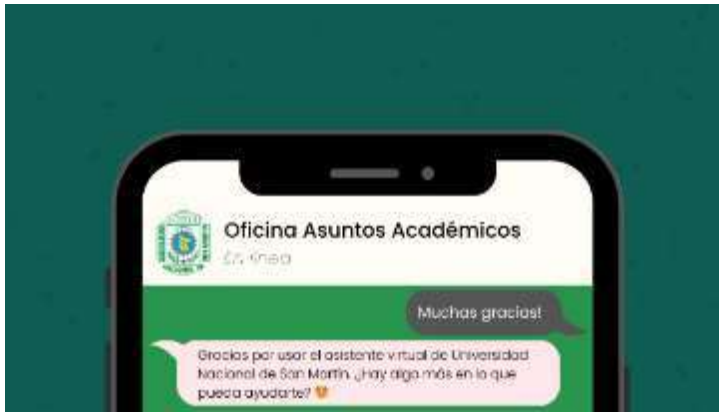 Oficina Asuntos Académicos
En línea
Muchas gracias!
Gracias por usar el asistente virtual de Universidad
Nacional de San Martín. ¿Hay algo más en lo que
pueda ayudarte?